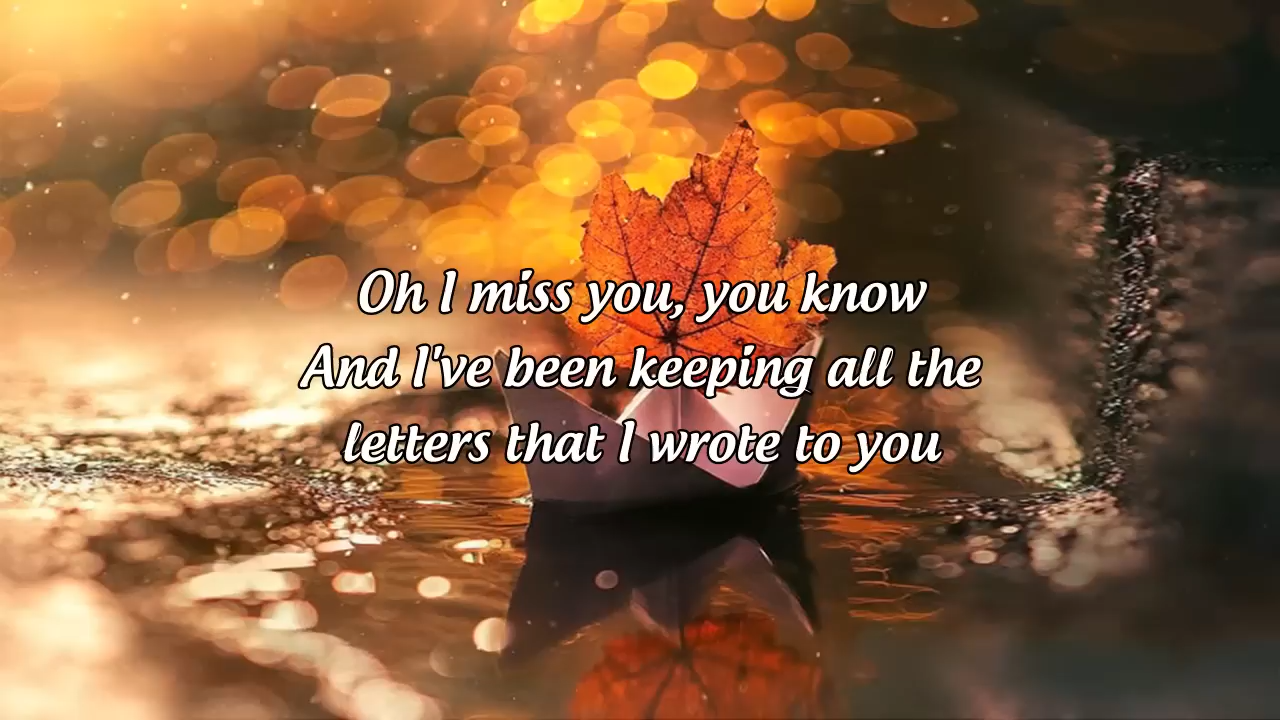 Oh I miss you, you know
And I've been keeping all the
letters that I wrote to you